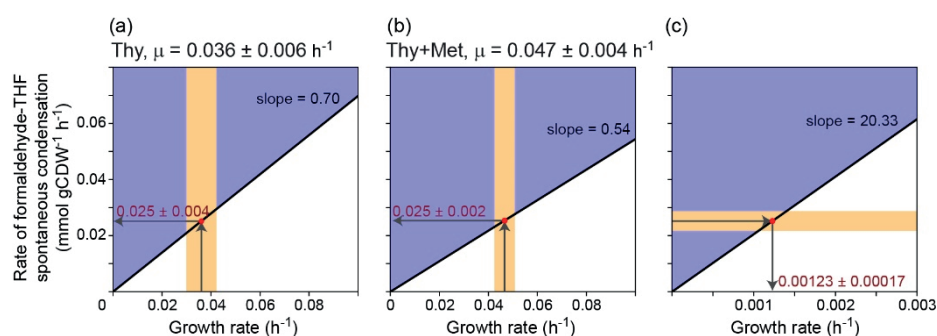 (a)
Thy, μ = 0.036 ± 0.006 h⁻¹
(b)
Thy+Met, μ = 0.047 ± 0.004 h⁻¹
(c)
Rate of formaldehyde-THF
spontaneous condensation
(mmol gCDW⁻¹ h⁻¹)
0.06
0.04
0.02
0
slope = 0.70
0.025 ± 0.004
0 0.02 0.04 0.06 0.08
Growth rate (h⁻¹)
slope = 0.54
0.025 ± 0.002
0 0.02 0.04 0.06 0.08
Growth rate (h⁻¹)
slope = 20.33
0.00123 ± 0.00017
0.001 0.002 0.003
Growth rate (h⁻¹)